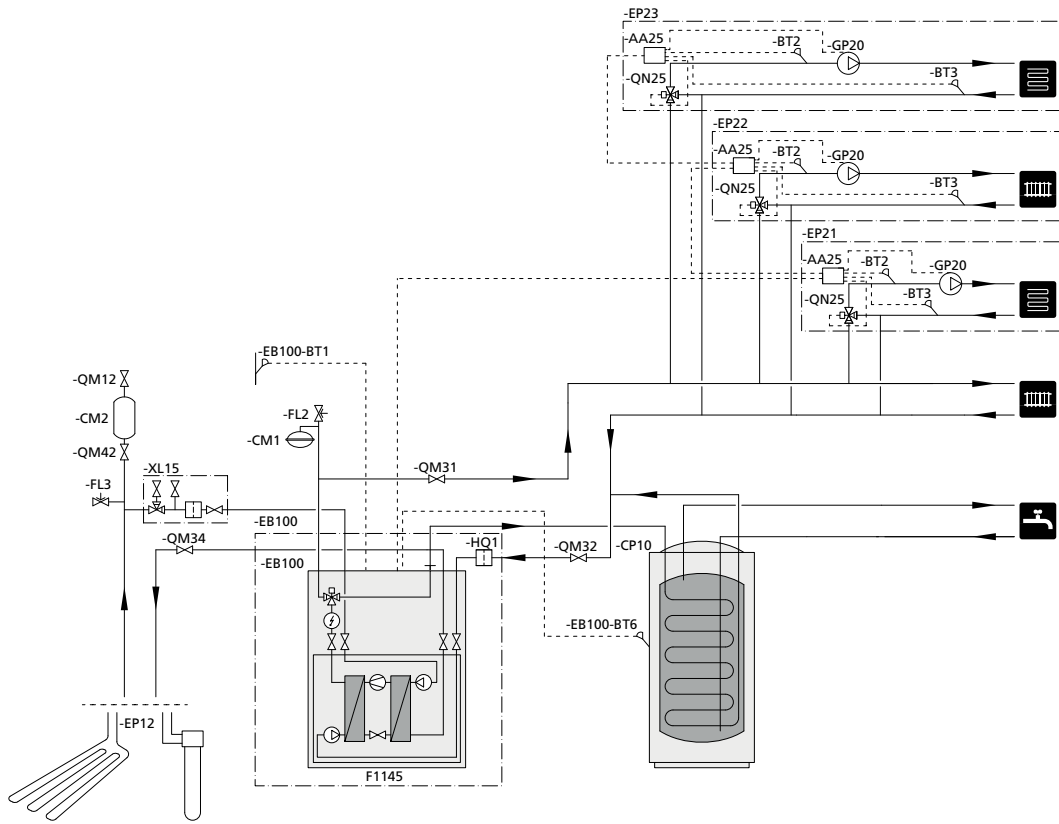 -EP23
-AA25
-BT2
-GP20
-QN25
-BT3
-EP22
-AA25
-BT2
-GP20
-QN25
-BT3
-EP21
-AA25
-BT2
-GP20
-QN25
-BT3
-EB100-BT1
-QM12
-CM2
-QM42
-FL3
-XL15
-FL2
-CM1
-QM31
-EB100
-QM34
-EB100
-HQ1
-QM32
-CP10
-EB100-BT6
-EP12
F1145